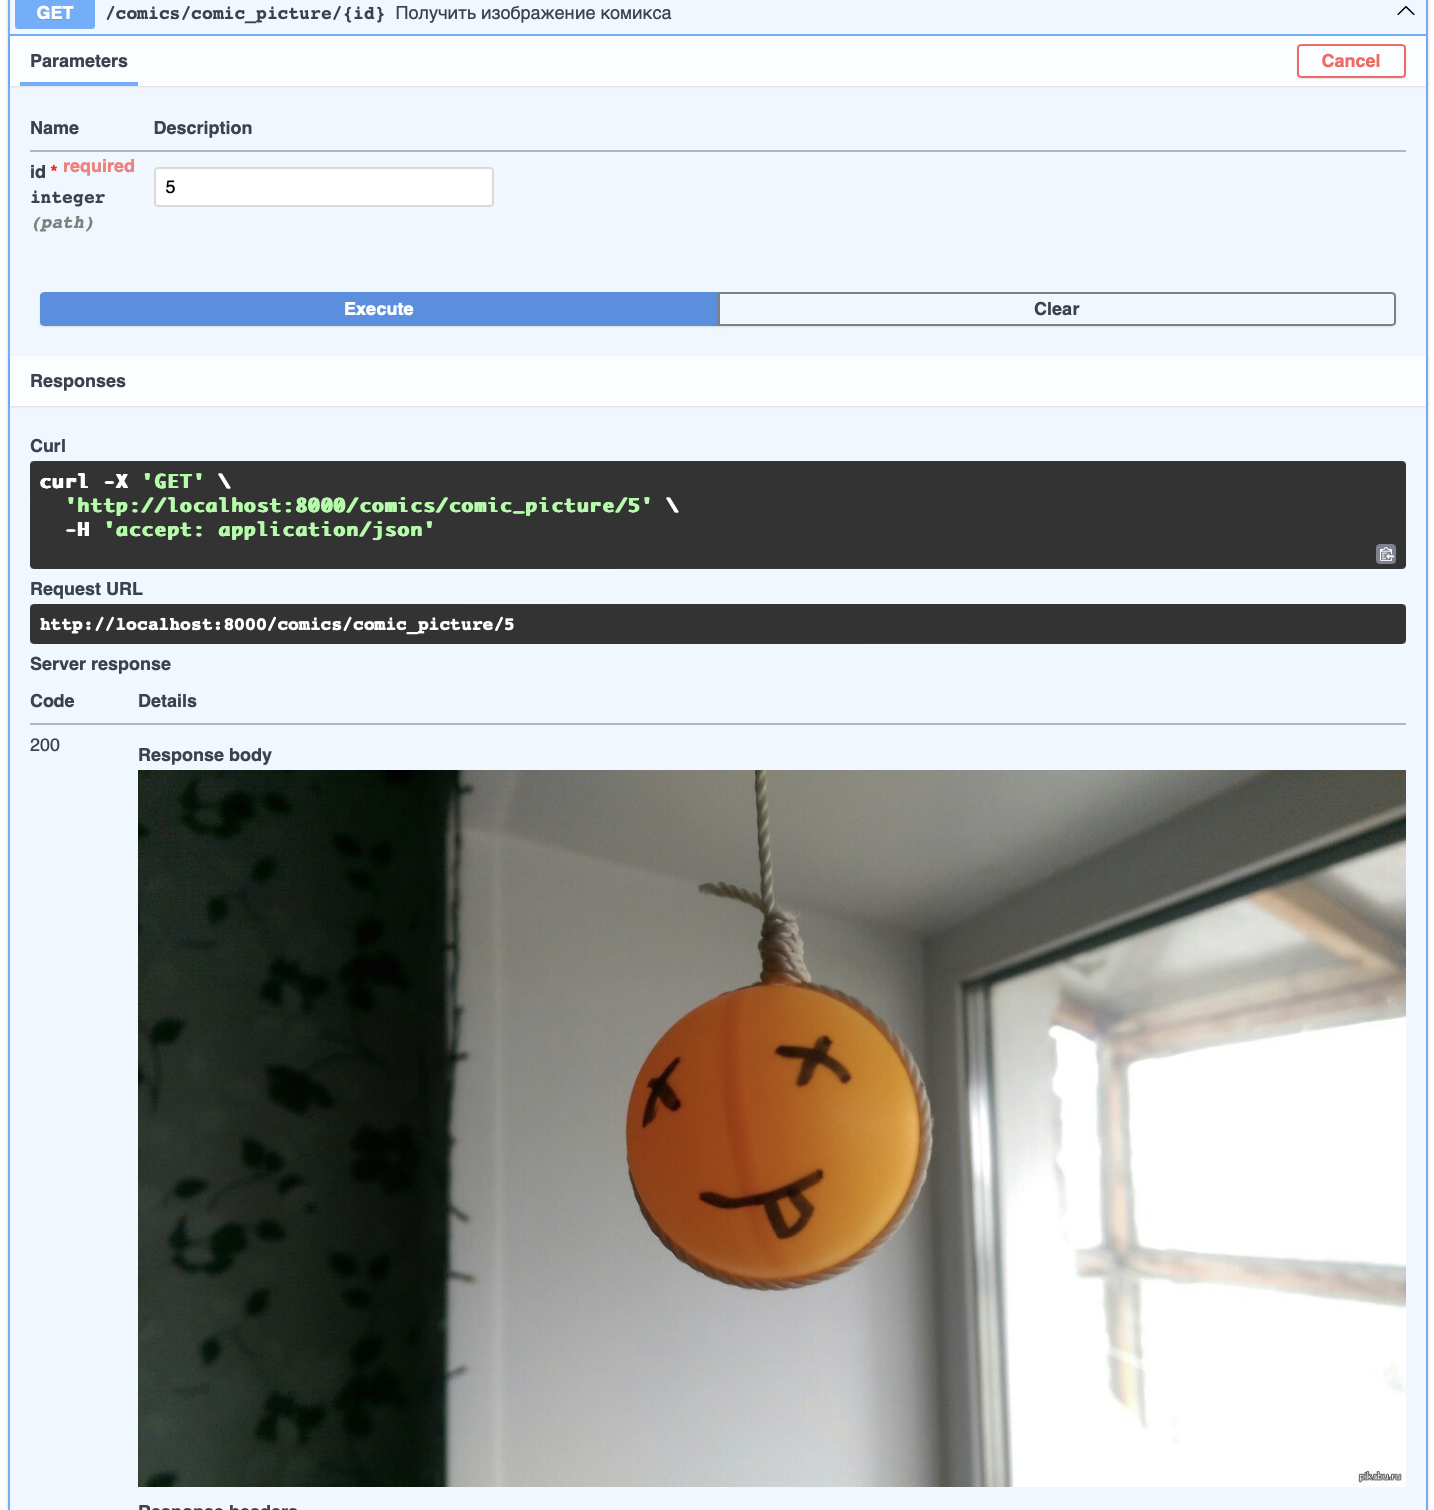 GET /comics/comic_picture/{id} Получить изображение комикса
Parameters
Cancel
Name Description
id * required
integer
(path)
5
Execute
Clear
Responses
Curl
curl -X 'GET' \
'http://localhost:8000/comics/comic_picture/5' \
-H 'accept: application/json'
Request URL
http://localhost:8000/comics/comic_picture/5
Server response
Code Details
200
Response body
pikabu.ru
Response headers